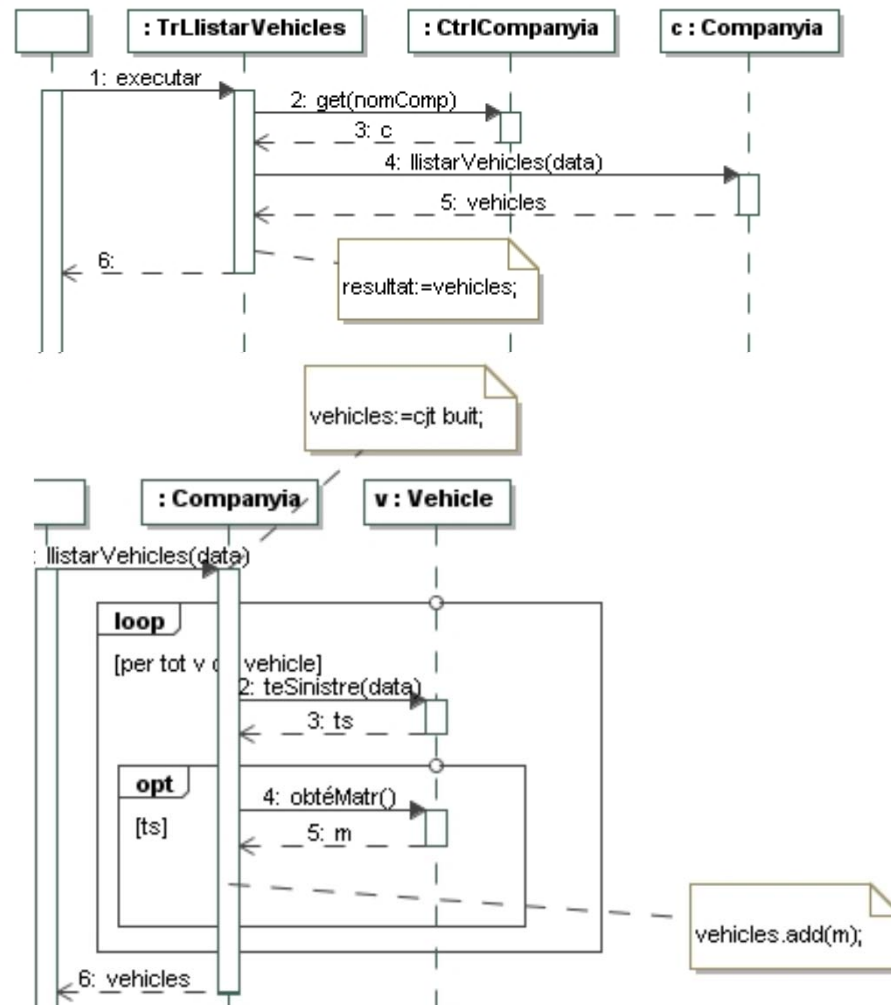 : TrLlistarVehicles
: CtrlCompanyia
c : Companyia
1: executar
2: get(nomComp)
3: c
4: llistarVehicles(data)
5: vehicles
6:
resultat:=vehicles;
vehicles:=cjt buit;
: Companyia
v : Vehicle
: llistarVehicles(data)
loop
[per tot v vehicle]
2: teSinistre(data)
3: ts
opt
4: obtéMatr()
[ts]
5: m
vehicles.add(m);
6: vehicles